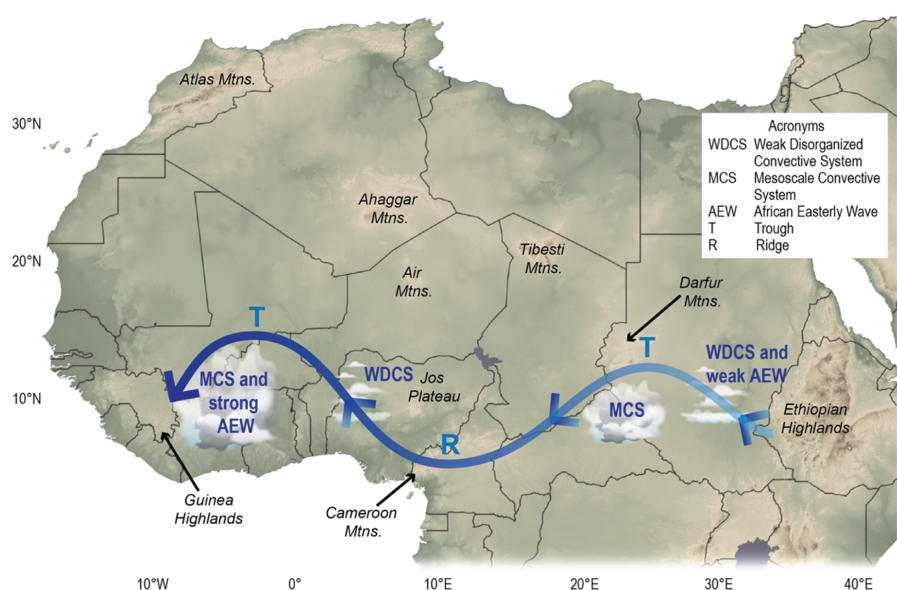 Atlas Mtns.
30°N
Acronyms
WDCS Weak Disorganized
Convective System
MCS Mesoscale Convective
System
AEW African Easterly Wave
T Trough
R Ridge
Ahaggar
Mtns.
20°N
Tibesti
Mtns.
Air
Mtns.
Darfur
Mtns.
T
T
WDCS and
weak AEW
MCS and
strong
AEW
WDCS
Jos
Plateau
10°N
MCS
Ethiopian
Highlands
R
Guinea
Highlands
Cameroon
Mtns.
10°W
0°
10°E
20°E
30°E
40°E